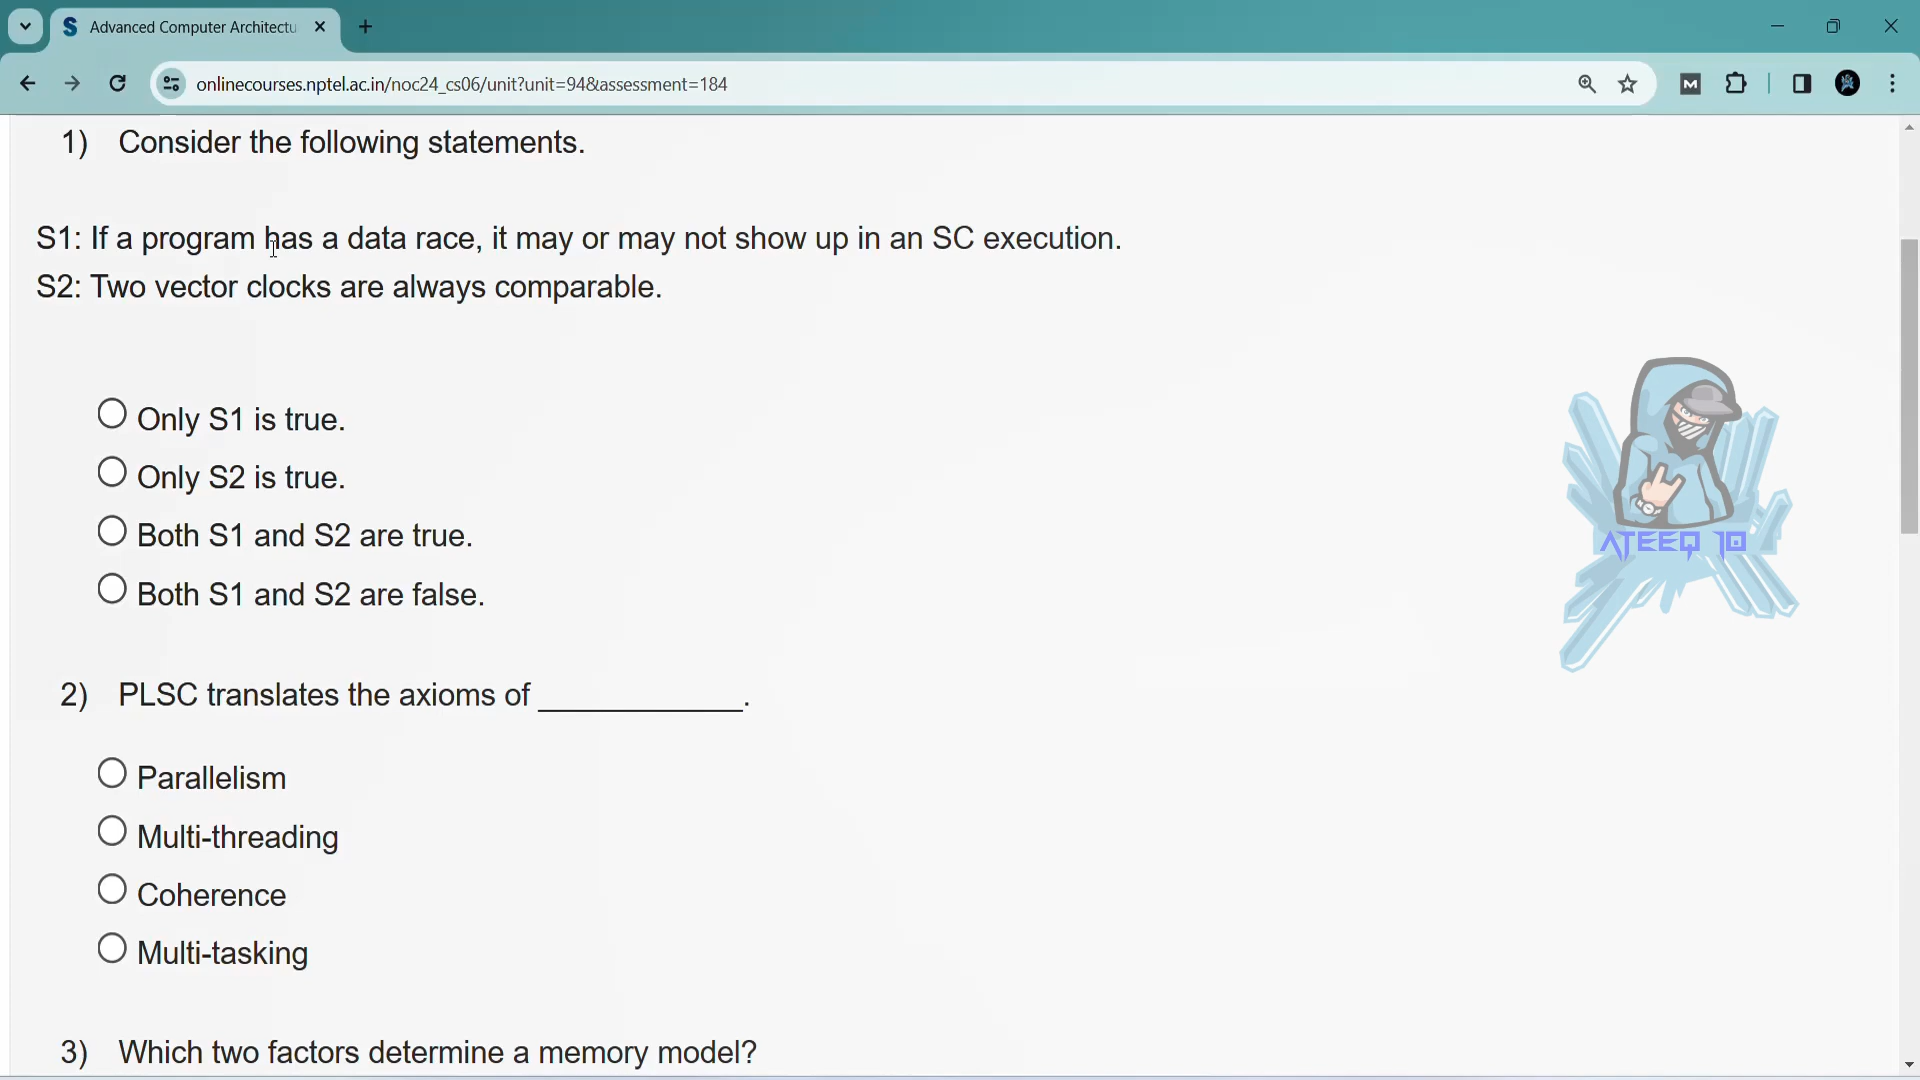 Advanced Computer Architectu
onlinecourses.nptel.ac.in/noc24_cs06/unit?unit=94&assessment=184
1) Consider the following statements.
S1: If a program has a data race, it may or may not show up in an SC execution.
S2: Two vector clocks are always comparable.
Only S1 is true.
Only S2 is true.
Both S1 and S2 are true.
Both S1 and S2 are false.
ATEEQ 10
2) PLSC translates the axioms of ____________.
Parallelism
Multi-threading
Coherence
Multi-tasking
3) Which two factors determine a memory model?